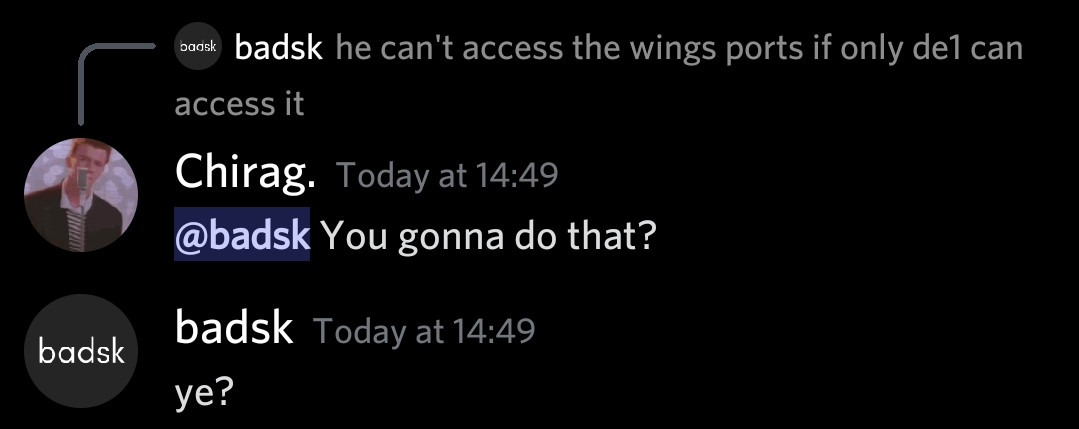 badsk badsk he can't access the wings ports if only de1 can
access it
Chirag. Today at 14:49
@badsk You gonna do that?
badsk Today at 14:49
badsk
ye?